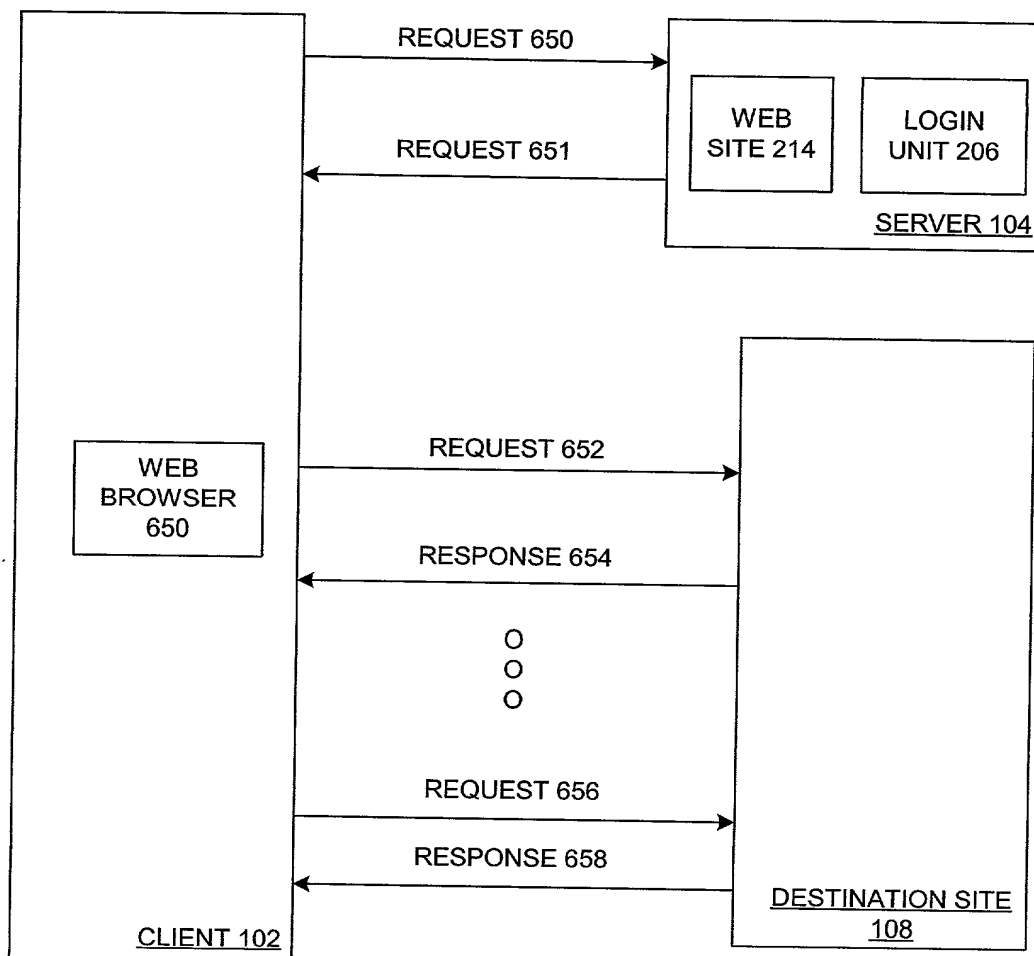 REQUEST 650
WEB
SITE 214
LOGIN
UNIT 206
REQUEST 651
SERVER 104
WEB
BROWSER
650
REQUEST 652
RESPONSE 654
O
O
O
REQUEST 656
RESPONSE 658
DESTINATION SITE
108
CLIENT 102